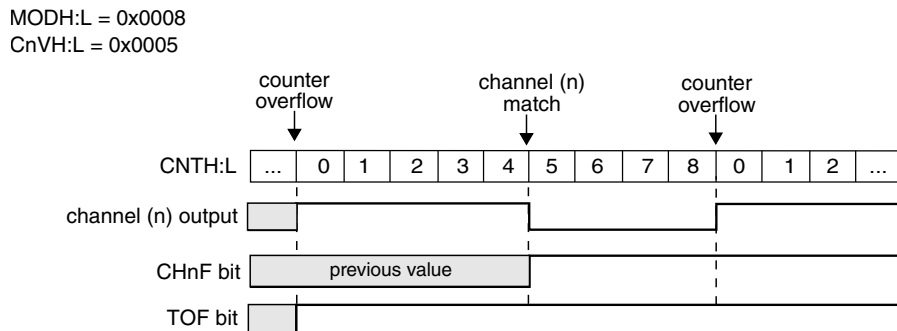 MODH:L = 0x0008
CnVH:L = 0x0005
counter overflow
channel (n) match
counter overflow
CNTH:L ... 0 1 2 3 4 5 6 7 8 0 1 2 ...
channel (n) output
CHnF bit previous value
TOF bit